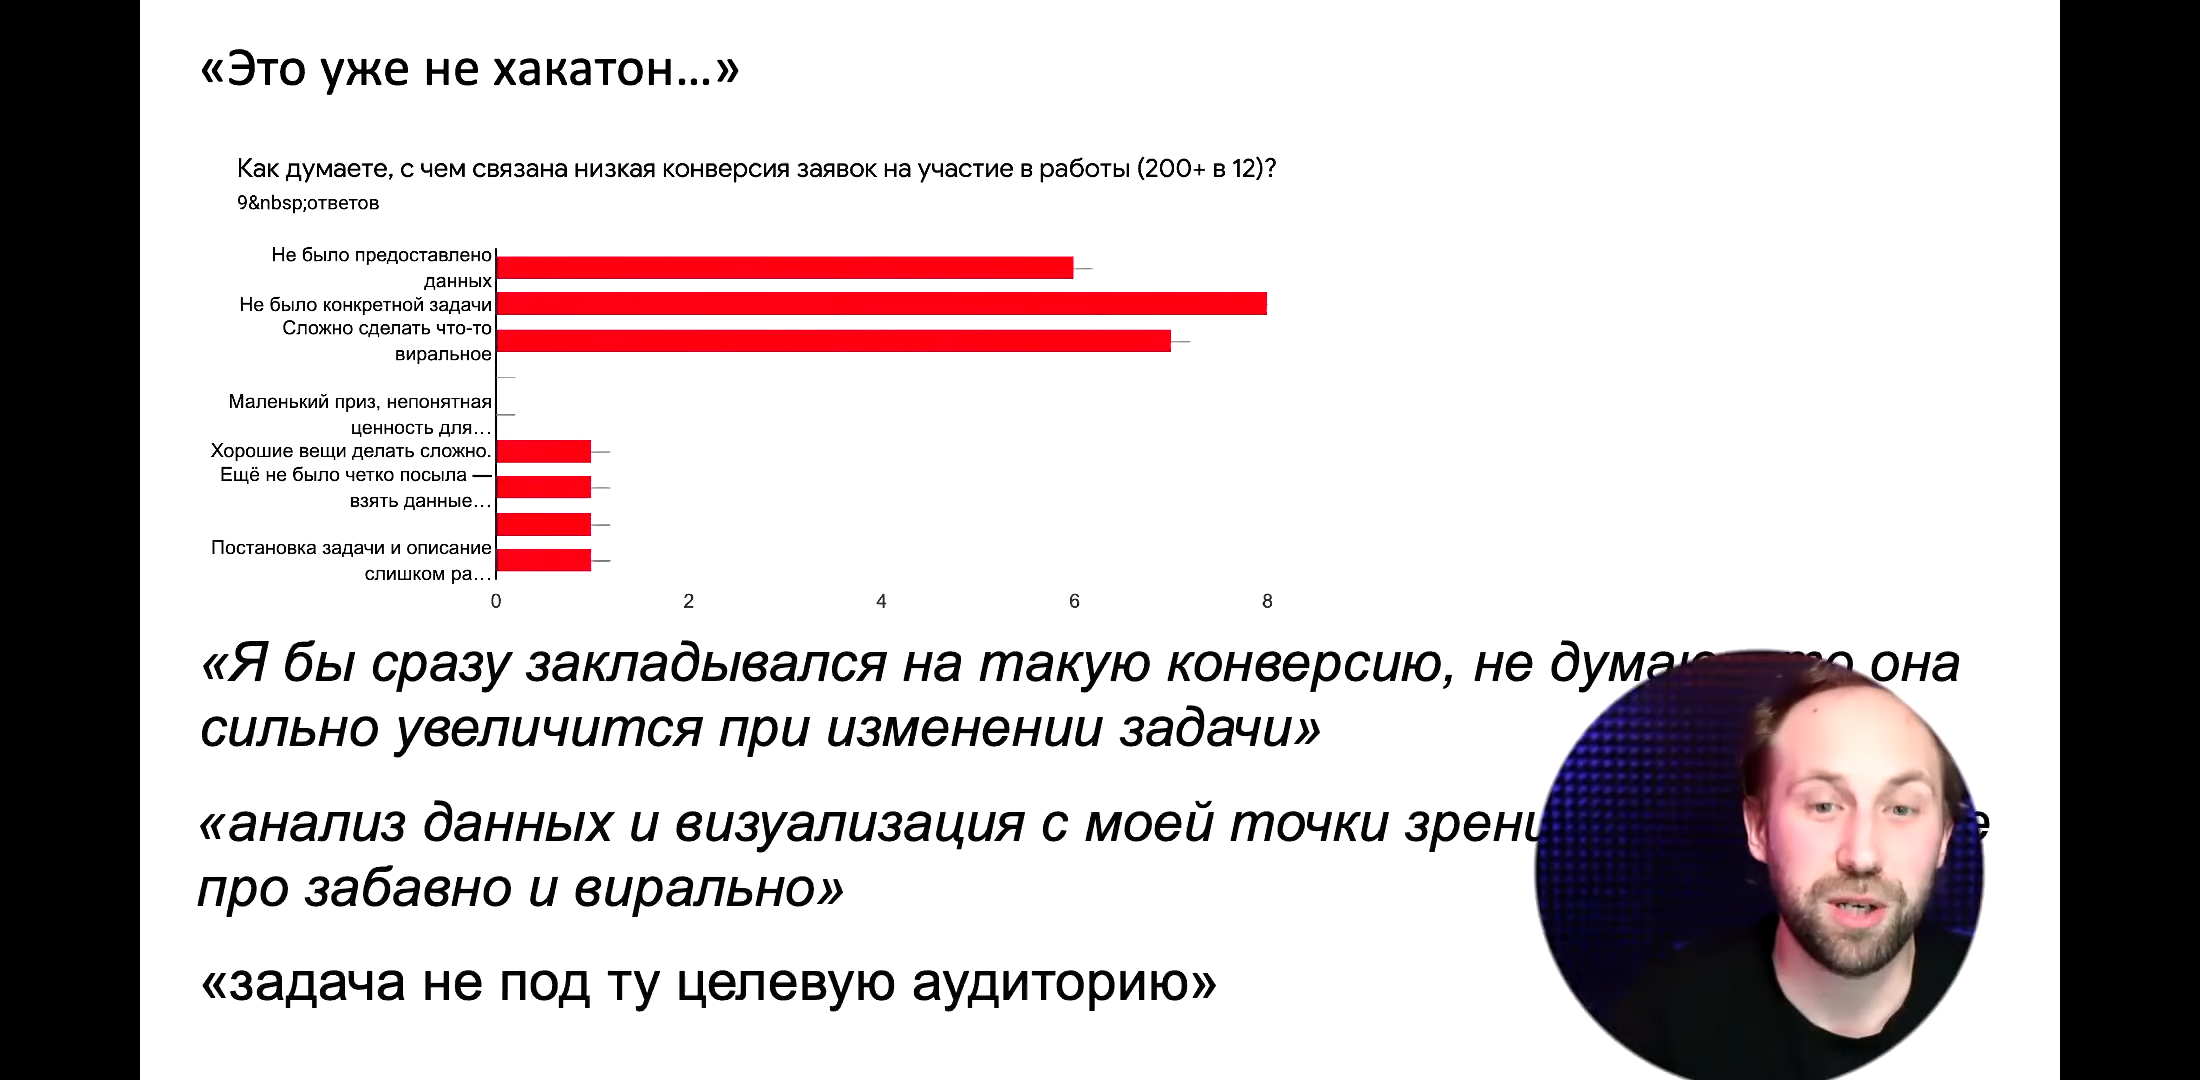 «Это уже не хакатон...»
Как думаете, с чем связана низкая конверсия заявок на участие в работы (200+ в 12)?
9&nbsp;ответов
Не было предоставлено
данных
Не было конкретной задачи
Сложно сделать что-то
виральное
Маленький приз, непонятная
ценность для…
Хорошие вещи делать сложно.
Ещё не было четко посыла —
взять данные…
Постановка задачи и описание
слишком ра…
0 2 4 6 8
«Я бы сразу закладывался на такую конверсию, не она
сильно увеличится при изменении задачи»
«анализ данных и визуализация с моей точки
про забавно и вирально»
«задача не под ту целевую аудиторию»